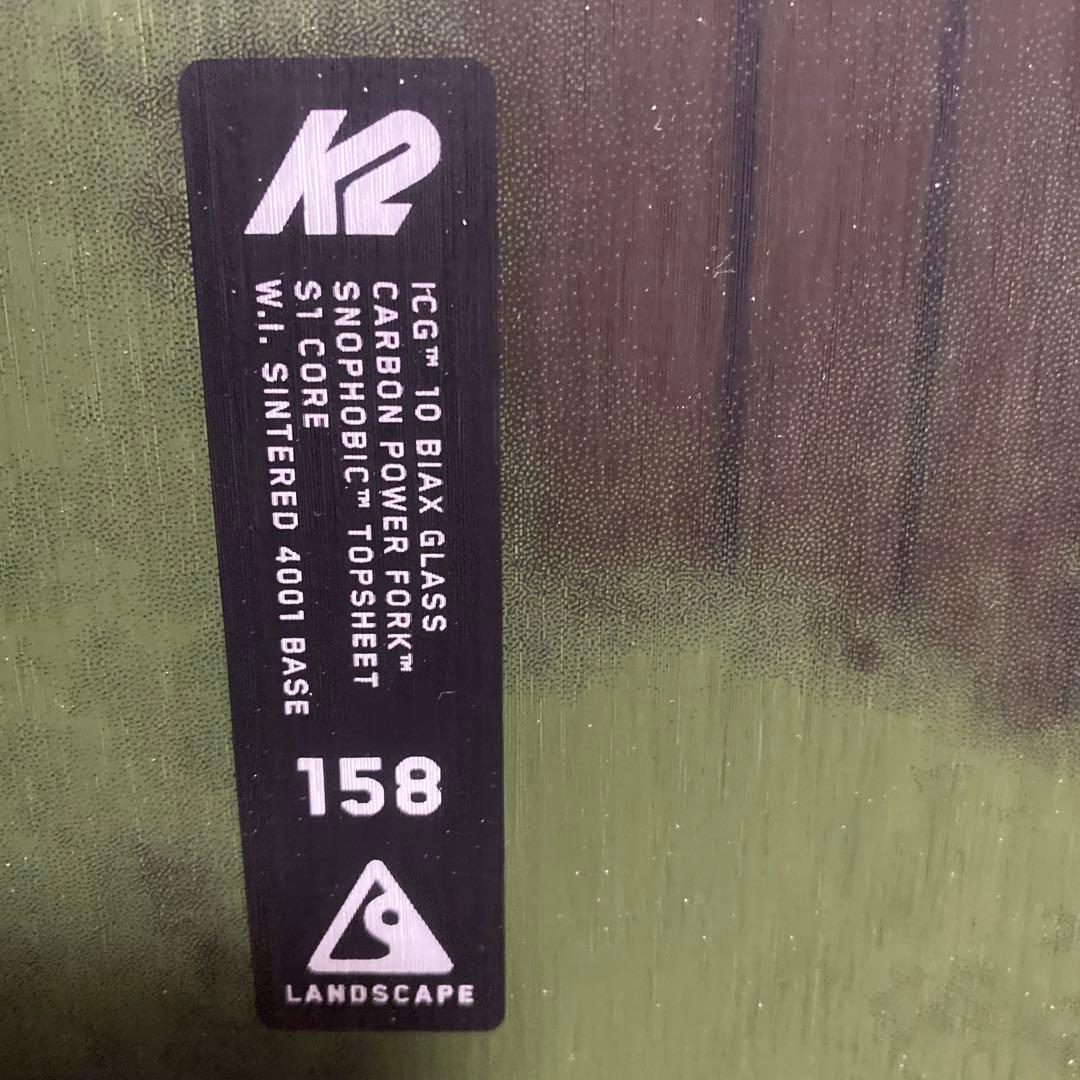 K2
ICG™ 10 BIAX GLASS
CARBON POWER FORK™
SNOPHOBIC™ TOPSHEET
S1 CORE
W.I. SINTERED 4001 BASE
158
LANDSCAPE